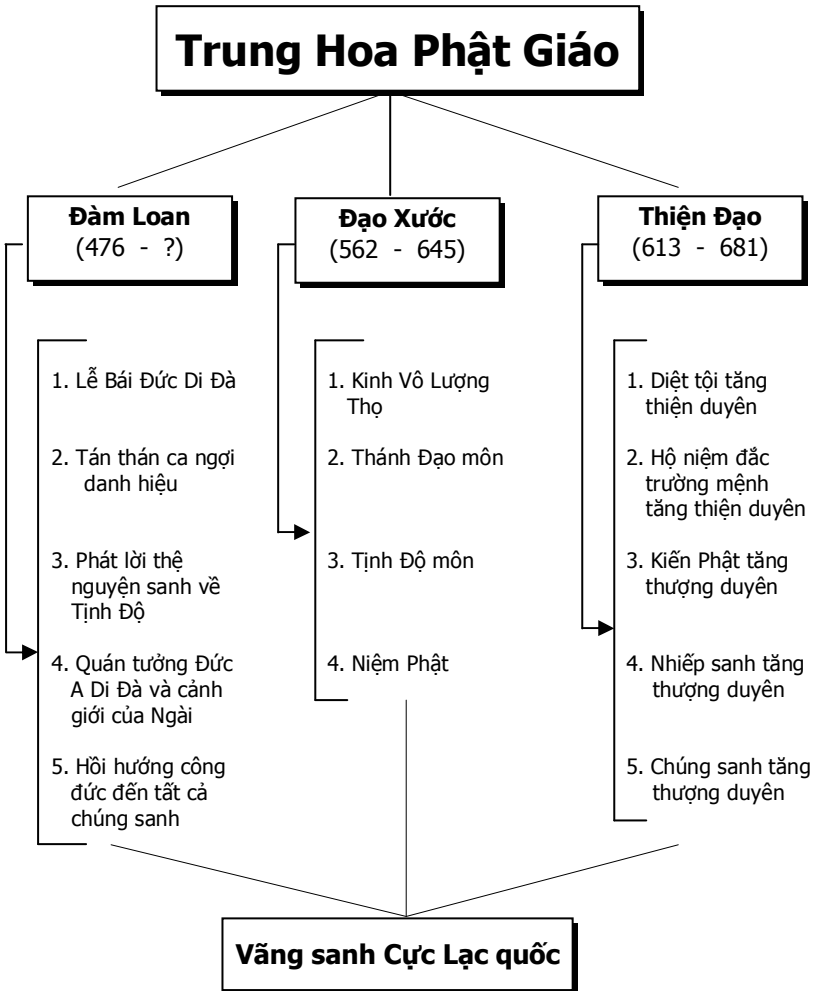 Trung Hoa Phật Giáo
Đàm Loan
(476 - ?)
1. Lễ Bái Đức Di Đà
2. Tán thán ca ngợi
danh hiệu
3. Phát lời thệ
nguyện sanh về
Tịnh Độ
4. Quán tưởng Đức
A Di Đà và cảnh
giới của Ngài
5. Hồi hướng công
đức đến tất cả
chúng sanh
Đạo Xước
(562 - 645)
1. Kinh Vô Lượng
Thọ
2. Thánh Đạo môn
3. Tịnh Độ môn
4. Niệm Phật
Thiện Đạo
(613 - 681)
1. Diệt tội tăng
thiện duyên
2. Hộ niệm đắc
trường mệnh
tăng thiện duyên
3. Kiến Phật tăng
thượng duyên
4. Nhiếp sanh tăng
thượng duyên
5. Chúng sanh tăng
thượng duyên
Vãng sanh Cực Lạc quốc